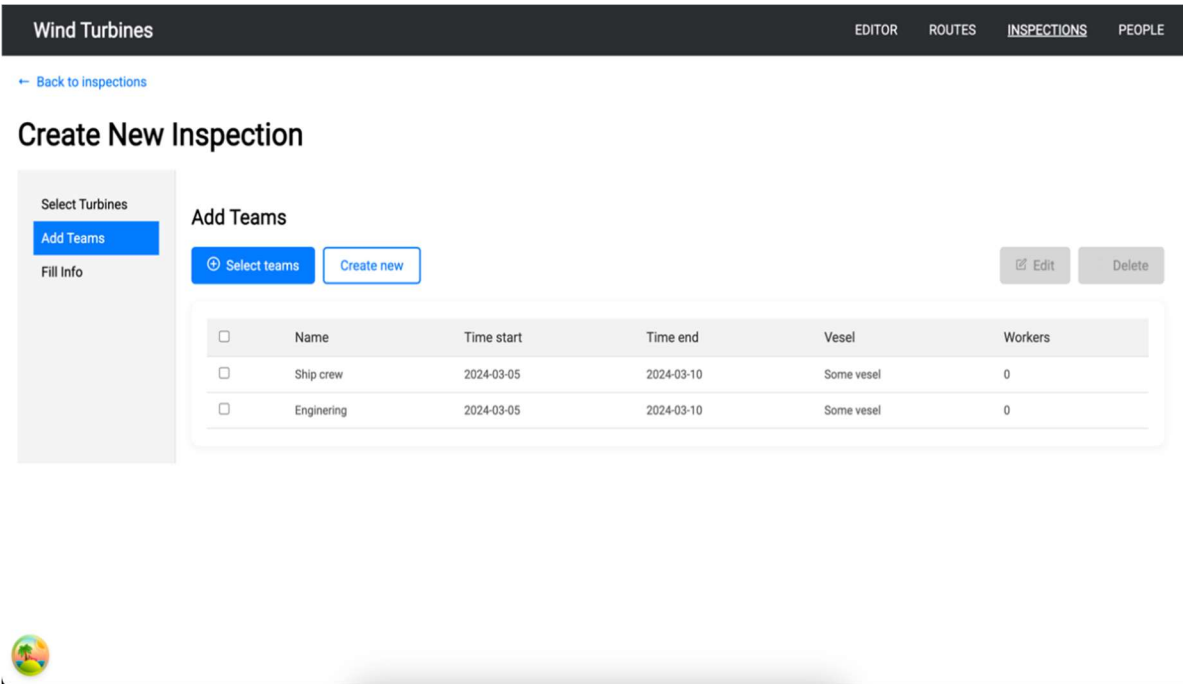 Wind Turbines EDITOR ROUTES INSPECTIONS PEOPLE
← Back to inspections
Create New Inspection
Select Turbines
Add Teams
Fill Info
Add Teams
Select teams Create new Edit Delete
Name Time start Time end Vesel Workers
Ship crew 2024-03-05 2024-03-10 Some vesel 0
Enginering 2024-03-05 2024-03-10 Some vesel 0